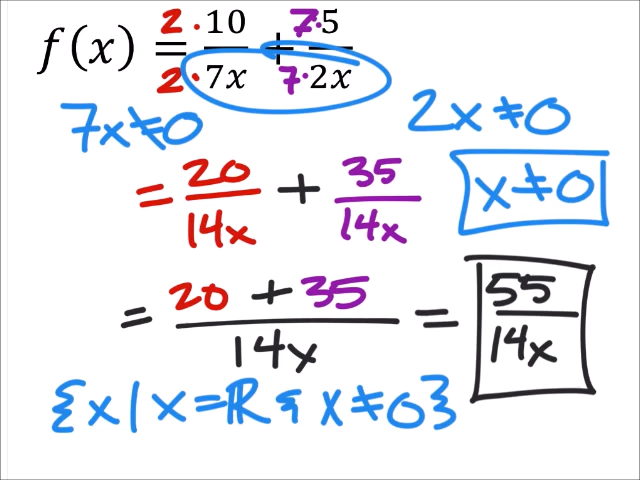 f(x) = 2·10/2·7x + 7·5/7·2x
7x≠0 2x≠0
= 20/14x + 35/14x x≠0
= 20+35/14x = 55/14x
{x|x=ℝ & x≠0}